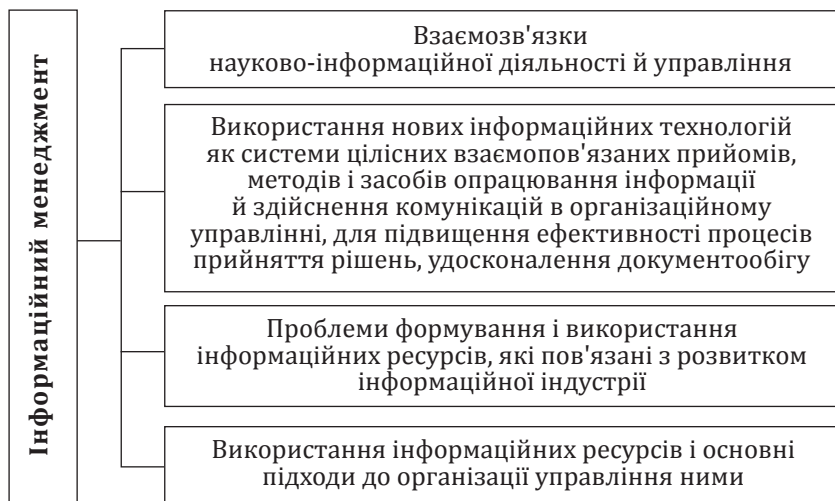 Інформаційний менеджмент
Взаємозв'язки
науково-інформаційної діяльності й управління
Використання нових інформаційних технологій
як системи цілісних взаємопов'язаних прийомів,
методів і засобів опрацювання інформації
й здійснення комунікацій в організаційному
управлінні, для підвищення ефективності процесів
прийняття рішень, удосконалення документообігу
Проблеми формування і використання
інформаційних ресурсів, які пов'язані з розвитком
інформаційної індустрії
Використання інформаційних ресурсів і основні
підходи до організації управління ними